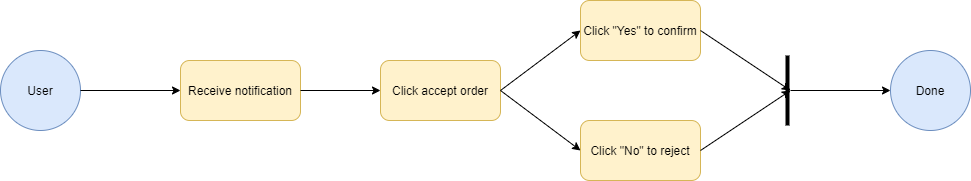 User
Receive notification
Click accept order
Click "Yes" to confirm
Click "No" to reject
Done